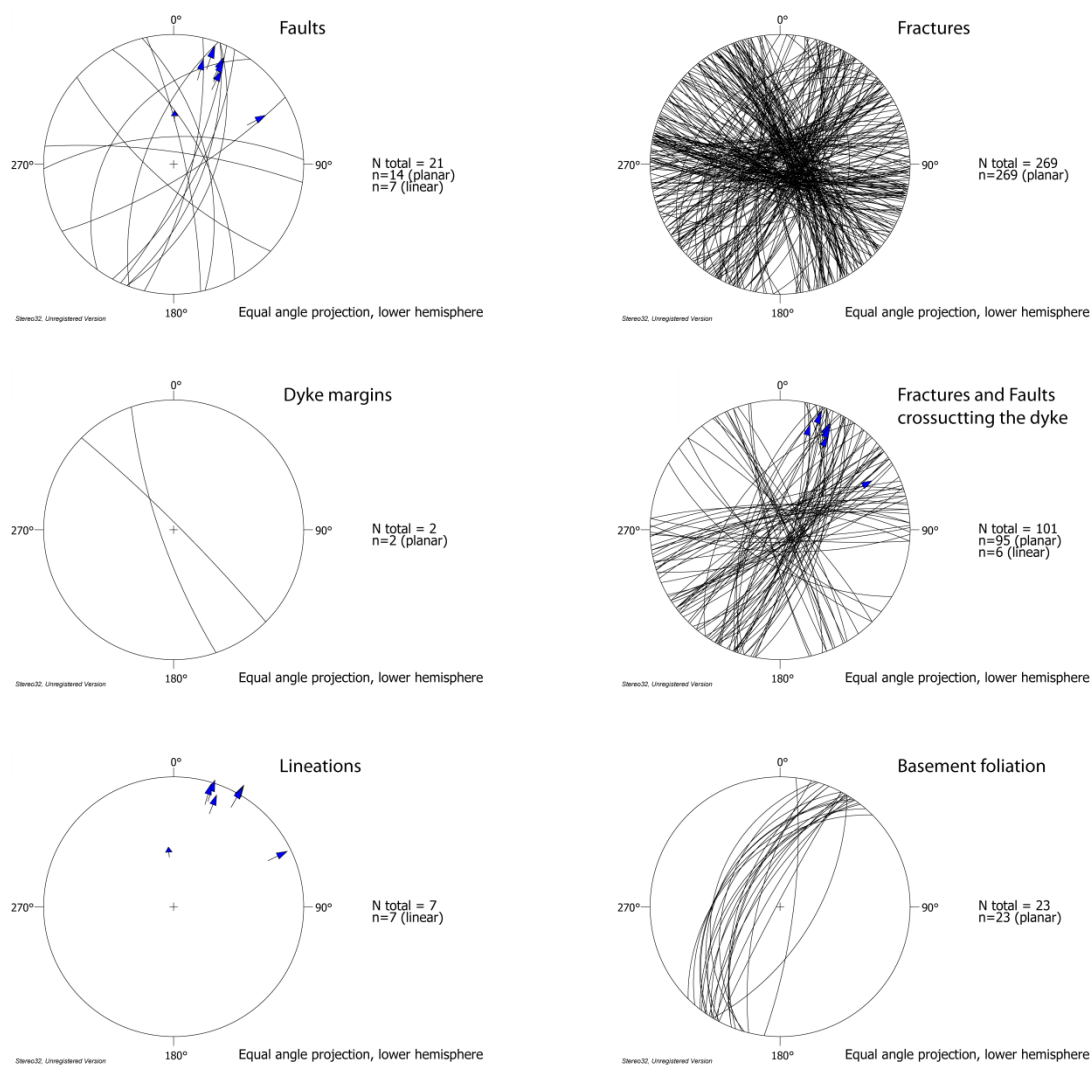 Faults
0°
270°
90°
180°
N total = 21
n=14 (planar)
n=7 (linear)
Equal angle projection, lower hemisphere
Stereo32, Unregistered Version
Fractures
0°
270°
90°
180°
N total = 269
n=269 (planar)
Equal angle projection, lower hemisphere
Stereo32, Unregistered Version
Dyke margins
0°
270°
90°
180°
N total = 2
n=2 (planar)
Equal angle projection, lower hemisphere
Stereo32, Unregistered Version
Fractures and Faults
crossuctting the dyke
0°
270°
90°
180°
N total = 101
n=95 (planar)
n=6 (linear)
Equal angle projection, lower hemisphere
Stereo32, Unregistered Version
Lineations
0°
270°
90°
180°
N total = 7
n=7 (linear)
Equal angle projection, lower hemisphere
Stereo32, Unregistered Version
Basement foliation
0°
270°
90°
180°
N total = 23
n=23 (planar)
Equal angle projection, lower hemisphere
Stereo32, Unregistered Version